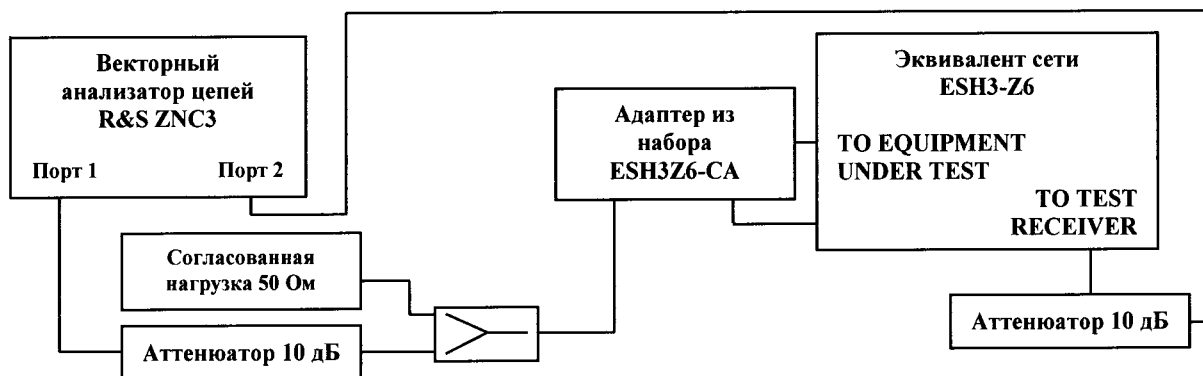 Векторный
анализатор цепей
R&S ZNC3
Порт 1
Порт 2
Согласованная
нагрузка 50 Ом
Аттенюатор 10 дБ
Адаптер из
набора
ESH3Z6-CA
Эквивалент сети
ESH3-Z6
TO EQUIPMENT
UNDER TEST
TO TEST
RECEIVER
Аттенюатор 10 дБ